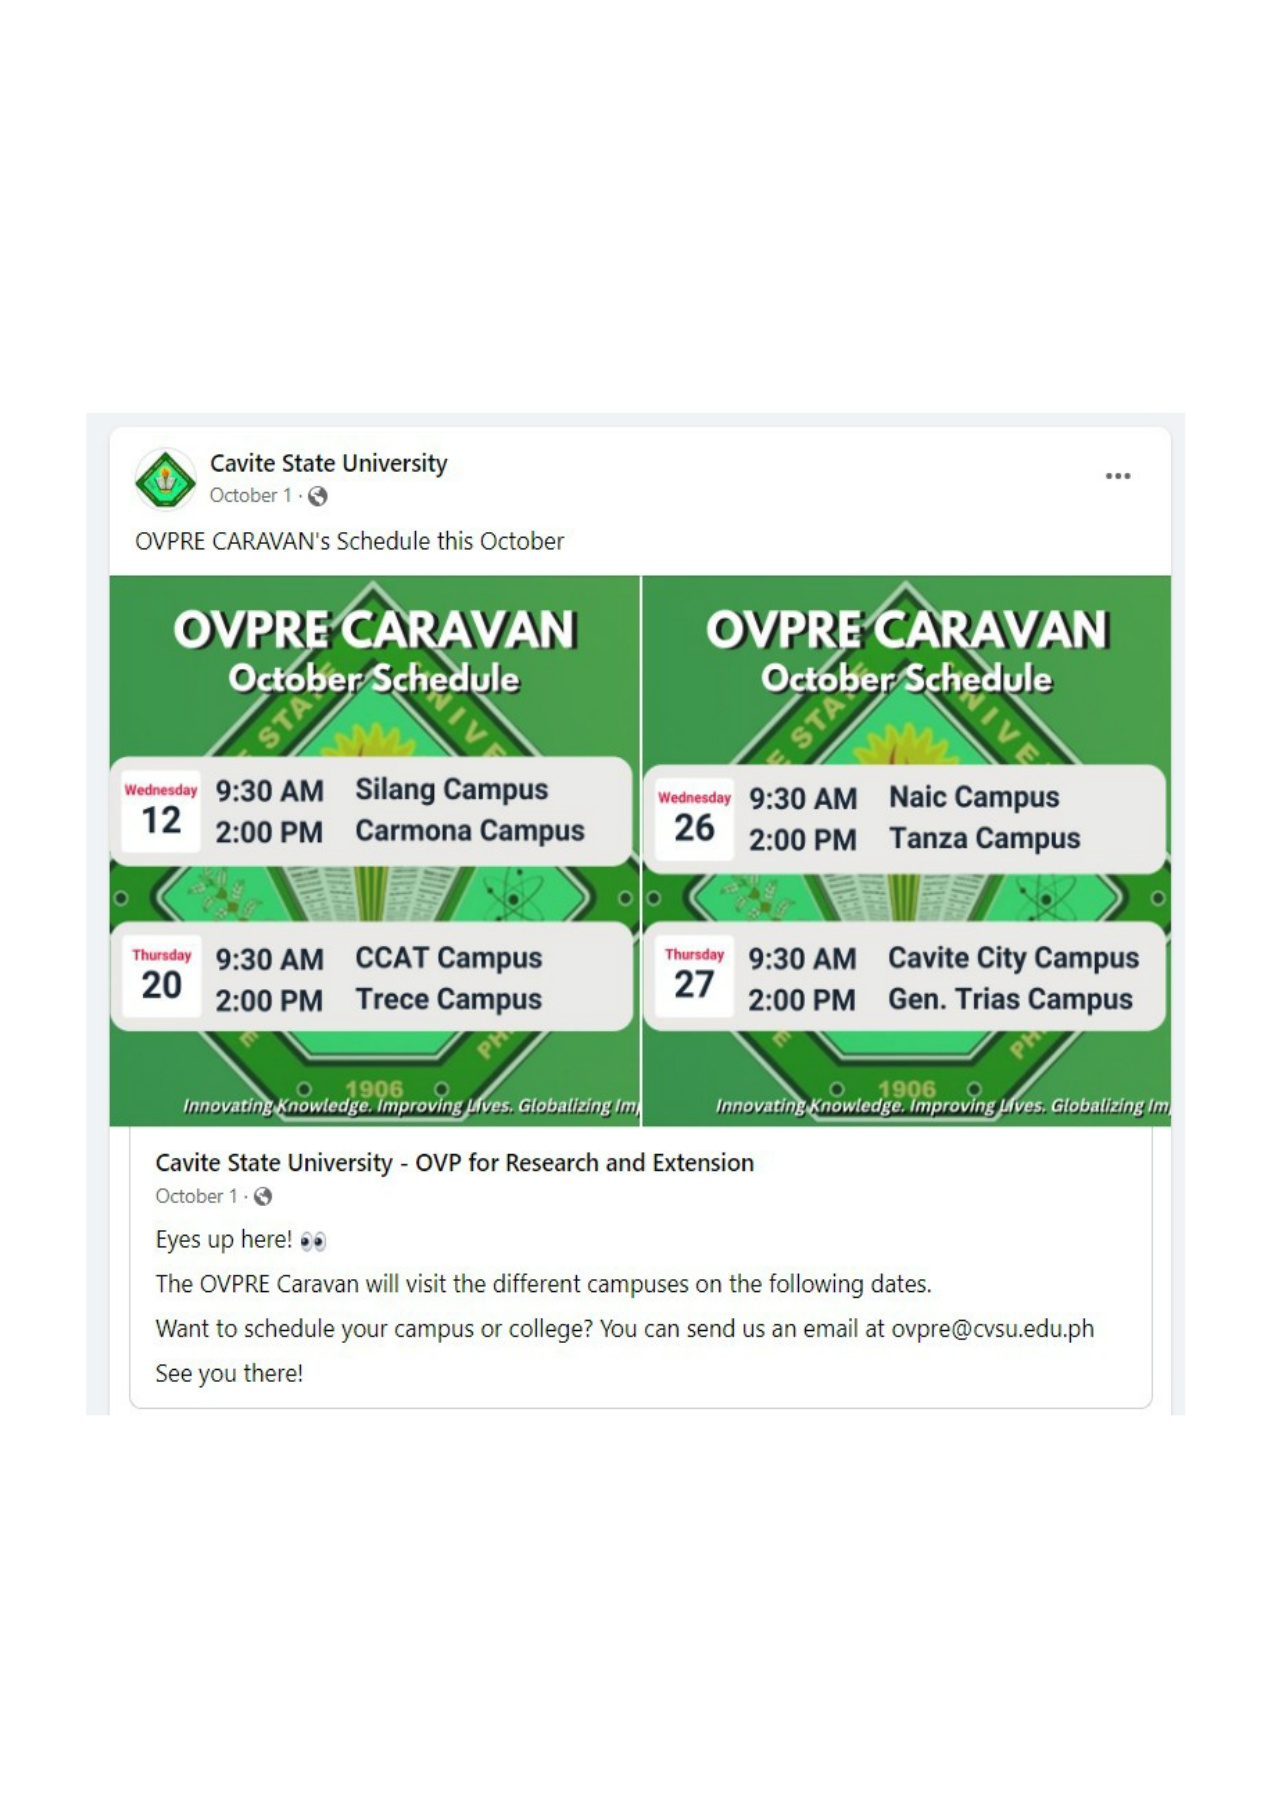 Cavite State University
October 1 ·
OVPRE CARAVAN's Schedule this October
OVPRE CARAVAN
October Schedule
STA
UNIVE
Wednesday
12
9:30 AM Silang Campus
2:00 PM Carmona Campus
Thursday
20
9:30 AM CCAT Campus
2:00 PM Trece Campus
PH
1906
Innovating Knowledge. Improving Lives. Globalizing Im
OVPRE CARAVAN
October Schedule
STA
UNIVE
Wednesday
26
9:30 AM Naic Campus
2:00 PM Tanza Campus
Thursday
27
9:30 AM Cavite City Campus
2:00 PM Gen. Trias Campus
PH
1906
Innovating Knowledge. Improving Lives. Globalizing Im
Cavite State University - OVP for Research and Extension
October 1 ·
Eyes up here! 👀
The OVPRE Caravan will visit the different campuses on the following dates.
Want to schedule your campus or college? You can send us an email at ovpre@cvsu.edu.ph
See you there!